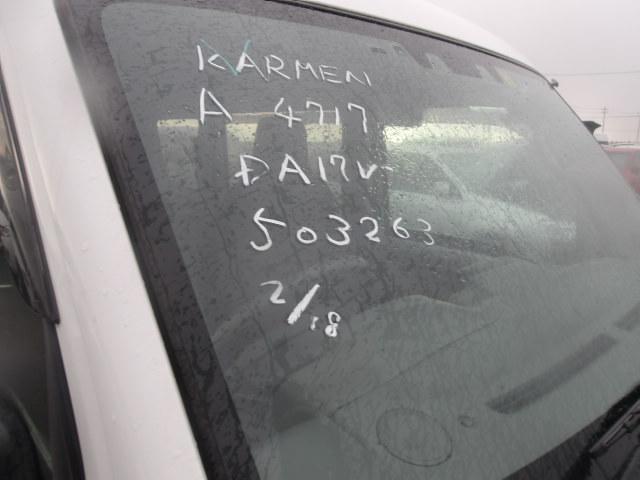 KARMEN
A 4717
DA17V-
503263
2/18